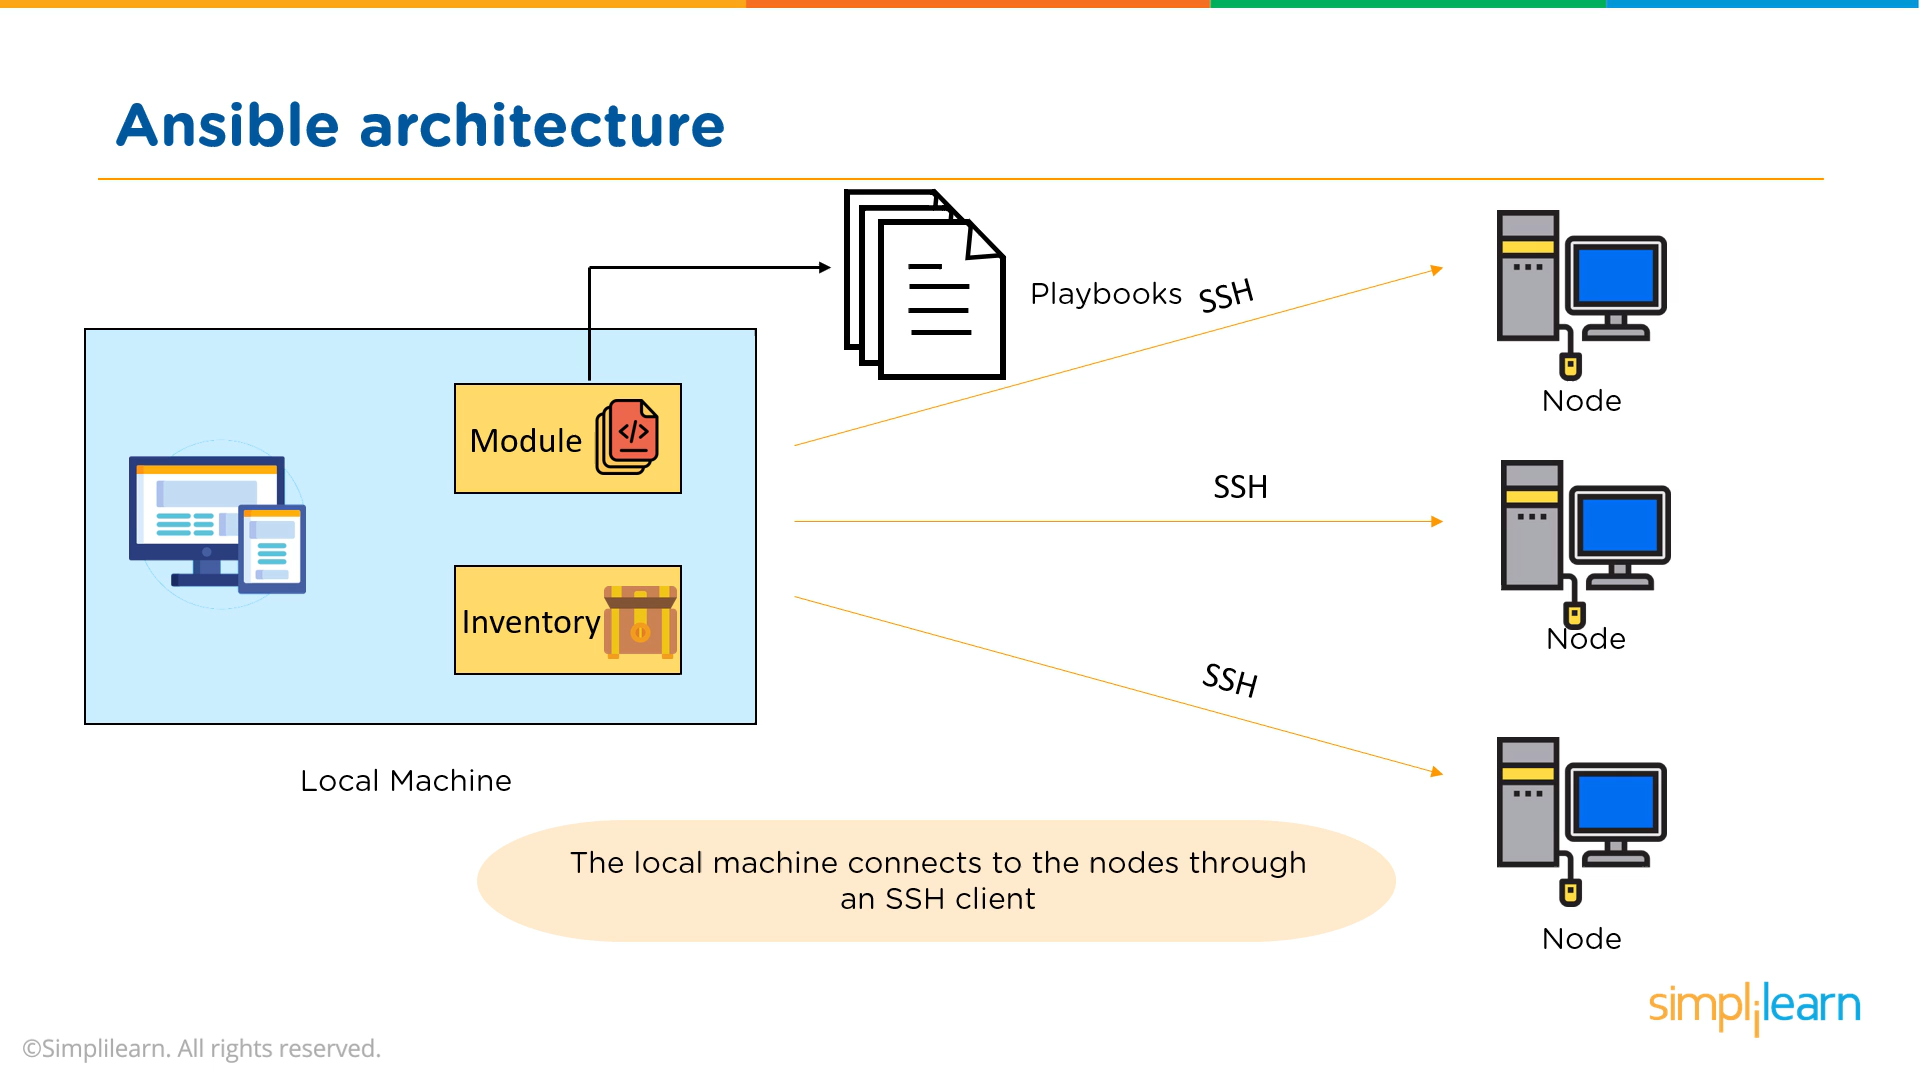 Ansible architecture
Playbooks
SSH
Node
Module
</>
SSH
Inventory
Node
SSH
Local Machine
The local machine connects to the nodes through
an SSH client
Node
simplilearn
©Simplilearn. All rights reserved.